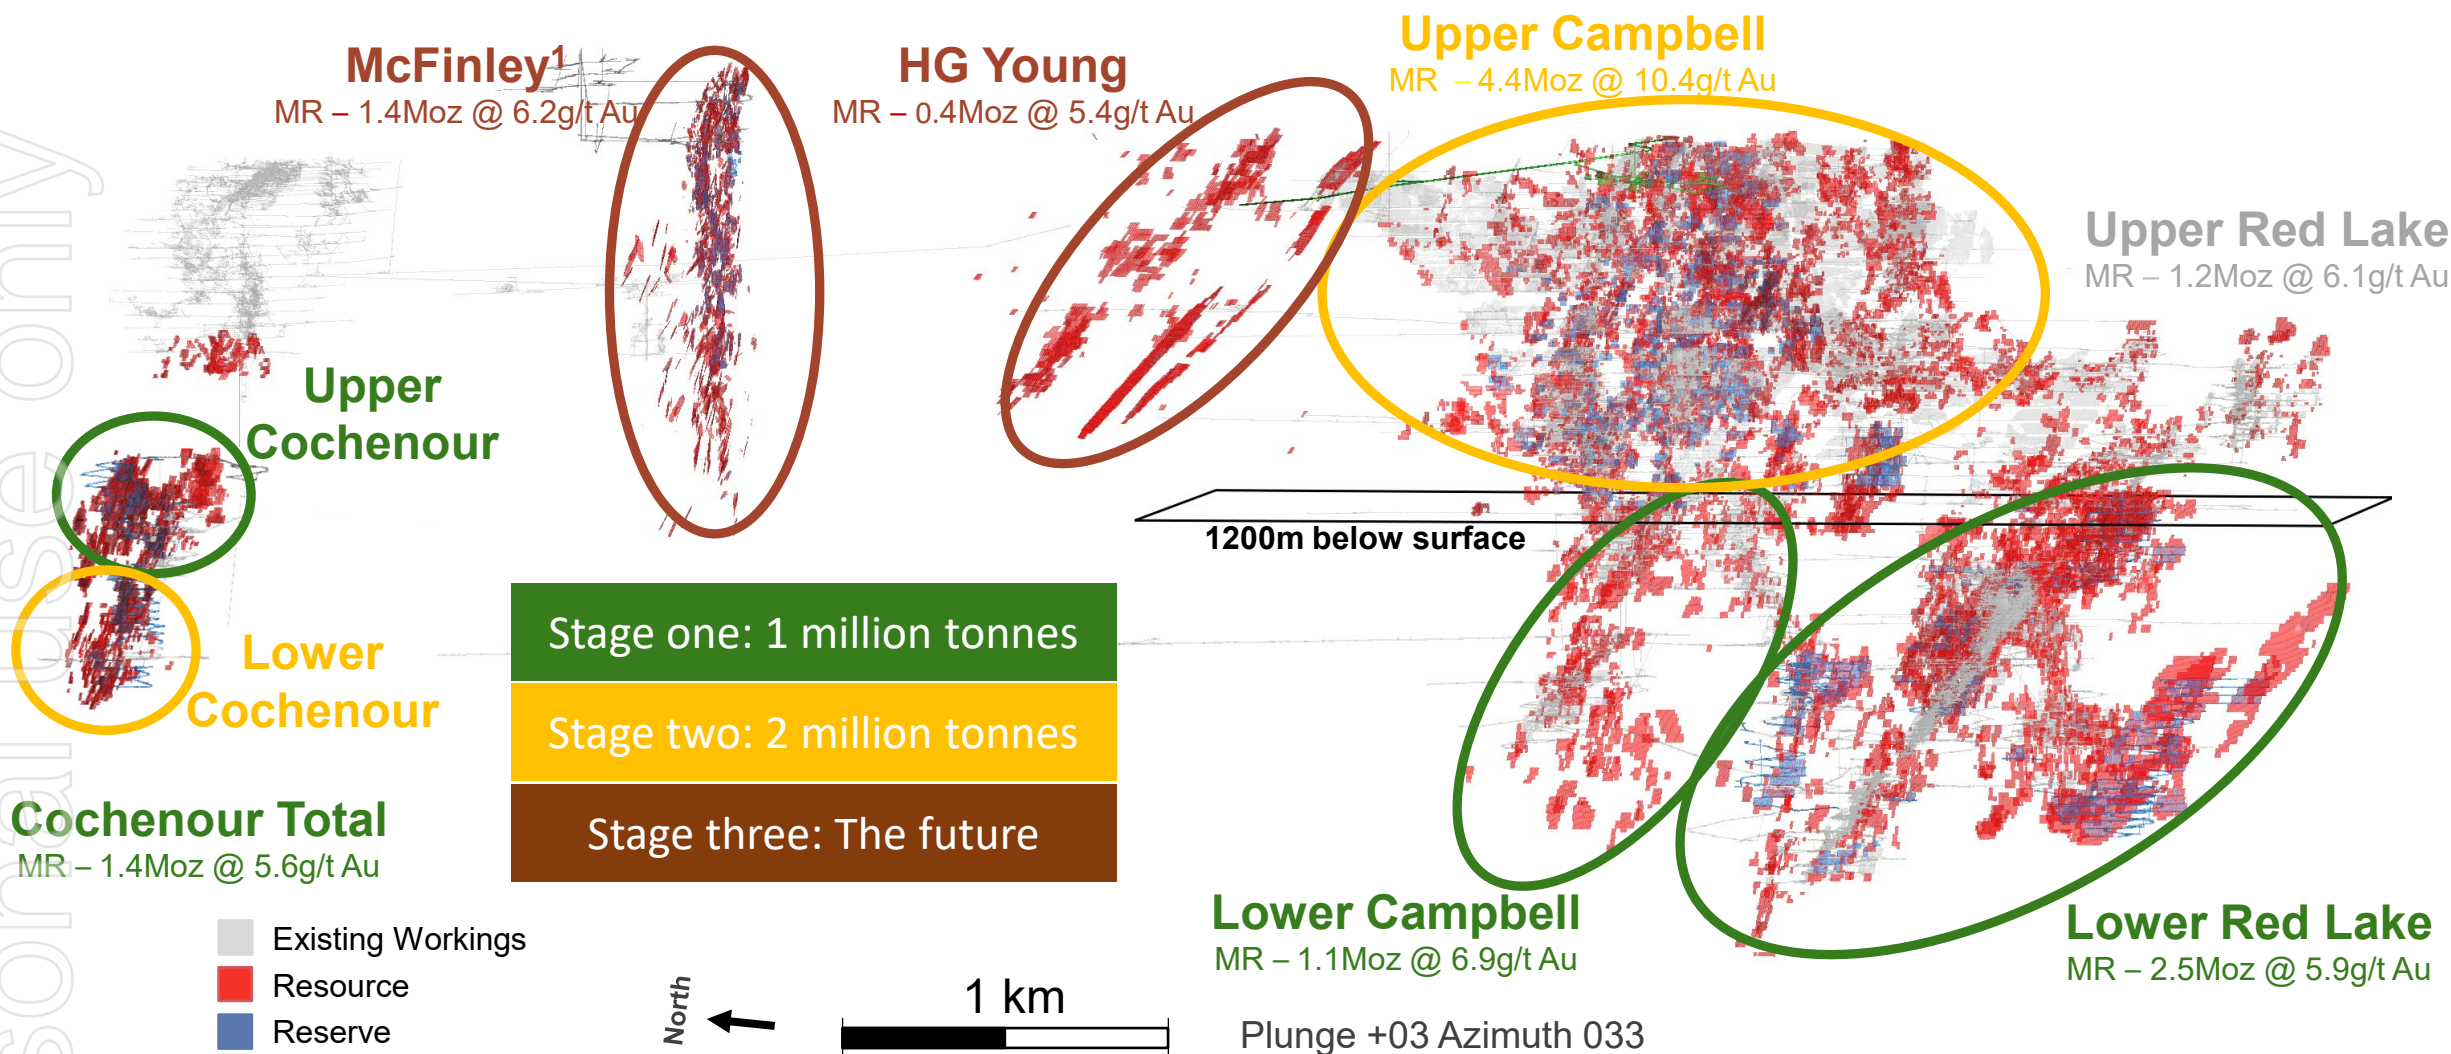 McFinley1
MR – 1.4Moz @ 6.2g/t Au
HG Young
MR – 0.4Moz @ 5.4g/t Au
Upper Campbell
MR – 4.4Moz @ 10.4g/t Au
Upper Red Lake
MR – 1.2Moz @ 6.1g/t Au
Upper
Cochenour
1200m below surface
Lower
Cochenour
Stage one: 1 million tonnes
Stage two: 2 million tonnes
Stage three: The future
Cochenour Total
MR – 1.4Moz @ 5.6g/t Au
Lower Campbell
MR – 1.1Moz @ 6.9g/t Au
Lower Red Lake
MR – 2.5Moz @ 5.9g/t Au
Existing Workings
Resource
Reserve
North
1 km
Plunge +03 Azimuth 033
sonal use only